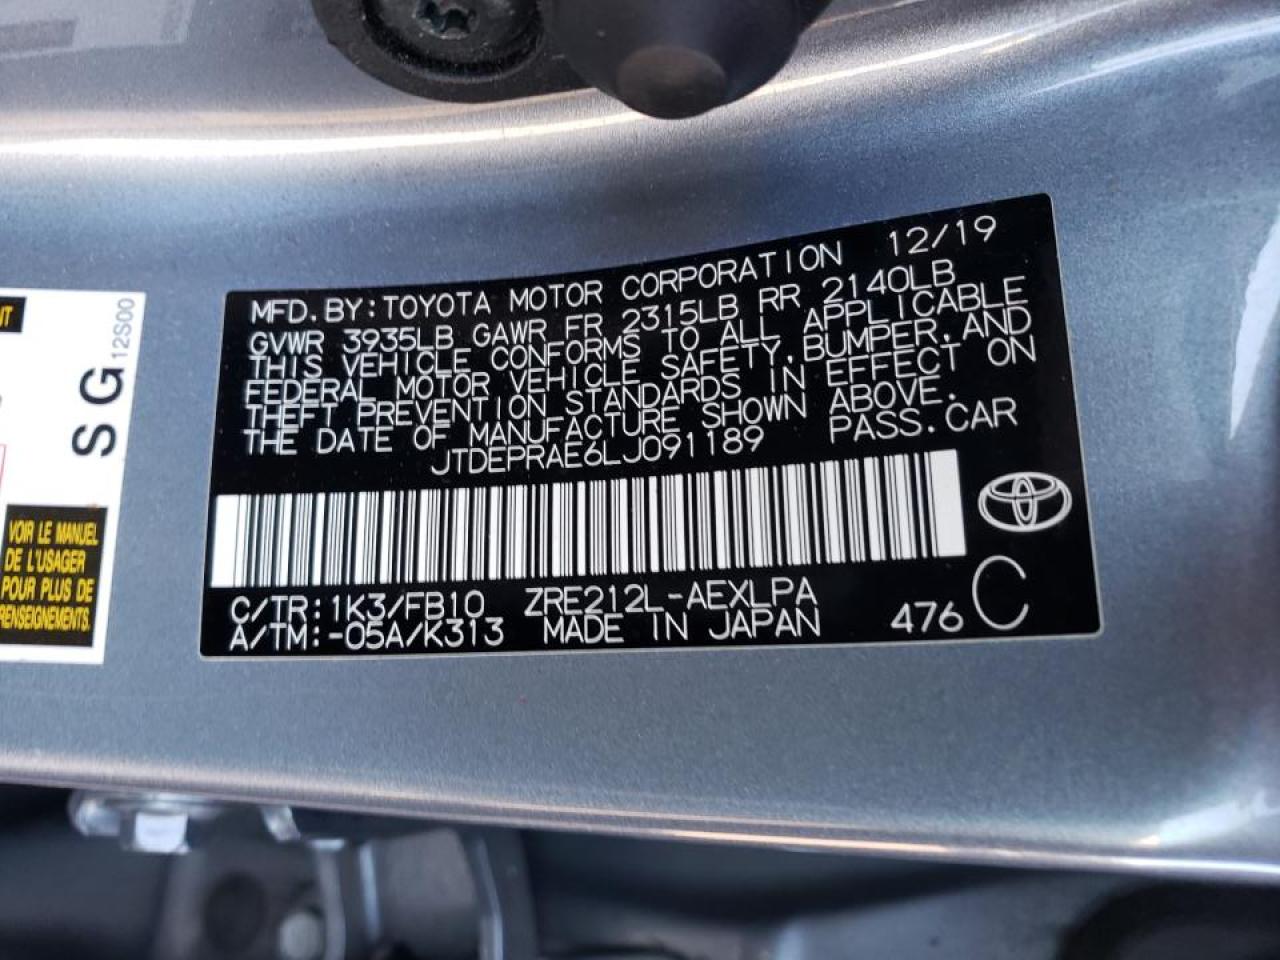 MFD. BY: TOYOTA MOTOR CORPORATION 12/19
GVWR 3935LB GAWR FR 2315LB RR 2140LB
THIS VEHICLE CONFORMS TO ALL APPLICABLE
FEDERAL MOTOR VEHICLE SAFETY, BUMPER, AND
THEFT PREVENTION STANDARDS IN EFFECT ON
THE DATE OF MANUFACTURE SHOWN ABOVE.
JTDEPRAE6LJ091189 PASS. CAR
C/TR: 1K3/FB10 ZRE212L-AEXLPA
A/TM: -05A/K313 MADE IN JAPAN 476 C
SG 12S00
VOIR LE MANUEL
DE L'USAGER
POUR PLUS DE
RENSEIGNEMENTS.